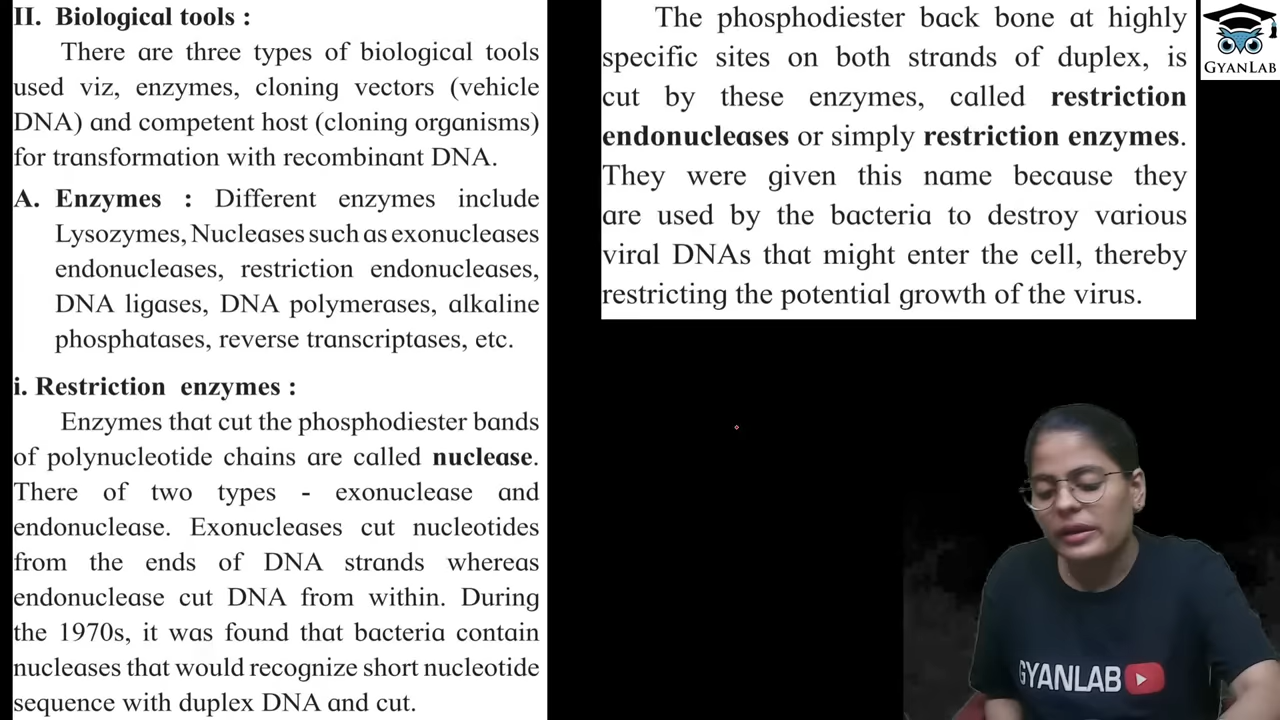 II. Biological tools :
There are three types of biological tools
used viz, enzymes, cloning vectors (vehicle
DNA) and competent host (cloning organisms)
for transformation with recombinant DNA.
A. Enzymes : Different enzymes include
Lysozymes, Nucleases such as exonucleases
endonucleases, restriction endonucleases,
DNA ligases, DNA polymerases, alkaline
phosphatases, reverse transcriptases, etc.
i. Restriction enzymes :
Enzymes that cut the phosphodiester bands
of polynucleotide chains are called nuclease.
There of two types - exonuclease and
endonuclease. Exonucleases cut nucleotides
from the ends of DNA strands whereas
endonuclease cut DNA from within. During
the 1970s, it was found that bacteria contain
nucleases that would recognize short nucleotide
sequence with duplex DNA and cut.
The phosphodiester back bone at highly
specific sites on both strands of duplex, is
cut by these enzymes, called restriction
endonucleases or simply restriction enzymes.
They were given this name because they
are used by the bacteria to destroy various
viral DNAs that might enter the cell, thereby
restricting the potential growth of the virus.
GYANLAB
GYANLAB